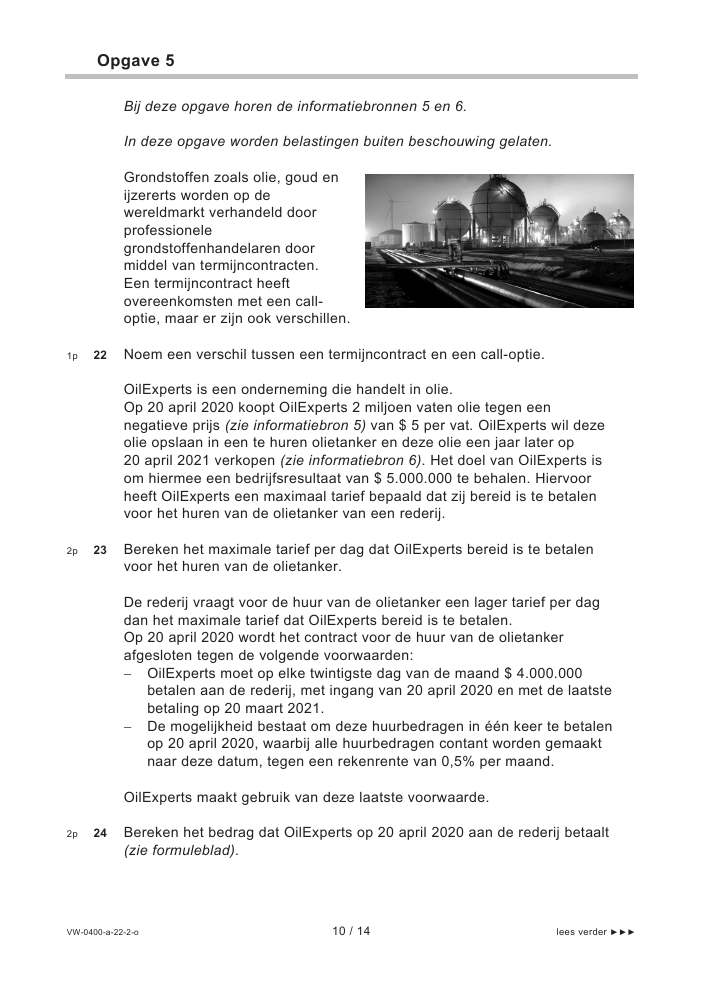 Opgave 5
Bij deze opgave horen de informatiebronnen 5 en 6.
In deze opgave worden belastingen buiten beschouwing gelaten.
Grondstoffen zoals olie, goud en
ijzererts worden op de
wereldmarkt verhandeld door
professionele
grondstoffenhandelaren door
middel van termijncontracten.
Een termijncontract heeft
overeenkomsten met een call-
optie, maar er zijn ook verschillen.
1p 22 Noem een verschil tussen een termijncontract en een call-optie.
OilExperts is een onderneming die handelt in olie.
Op 20 april 2020 koopt OilExperts 2 miljoen vaten olie tegen een
negatieve prijs (zie informatiebron 5) van $ 5 per vat. OilExperts wil deze
olie opslaan in een te huren olietanker en deze olie een jaar later op
20 april 2021 verkopen (zie informatiebron 6). Het doel van OilExperts is
om hiermee een bedrijfsresultaat van $ 5.000.000 te behalen. Hiervoor
heeft OilExperts een maximaal tarief bepaald dat zij bereid is te betalen
voor het huren van de olietanker van een rederij.
2p 23 Bereken het maximale tarief per dag dat OilExperts bereid is te betalen
voor het huren van de olietanker.
De rederij vraagt voor de huur van de olietanker een lager tarief per dag
dan het maximale tarief dat OilExperts bereid is te betalen.
Op 20 april 2020 wordt het contract voor de huur van de olietanker
afgesloten tegen de volgende voorwaarden:
− OilExperts moet op elke twintigste dag van de maand $ 4.000.000
betalen aan de rederij, met ingang van 20 april 2020 en met de laatste
betaling op 20 maart 2021.
− De mogelijkheid bestaat om deze huurbedragen in één keer te betalen
op 20 april 2020, waarbij alle huurbedragen contant worden gemaakt
naar deze datum, tegen een rekenrente van 0,5% per maand.
OilExperts maakt gebruik van deze laatste voorwaarde.
2p 24 Bereken het bedrag dat OilExperts op 20 april 2020 aan de rederij betaalt
(zie formuleblad).
VW-0400-a-22-2-o 10 / 14 lees verder ►►►